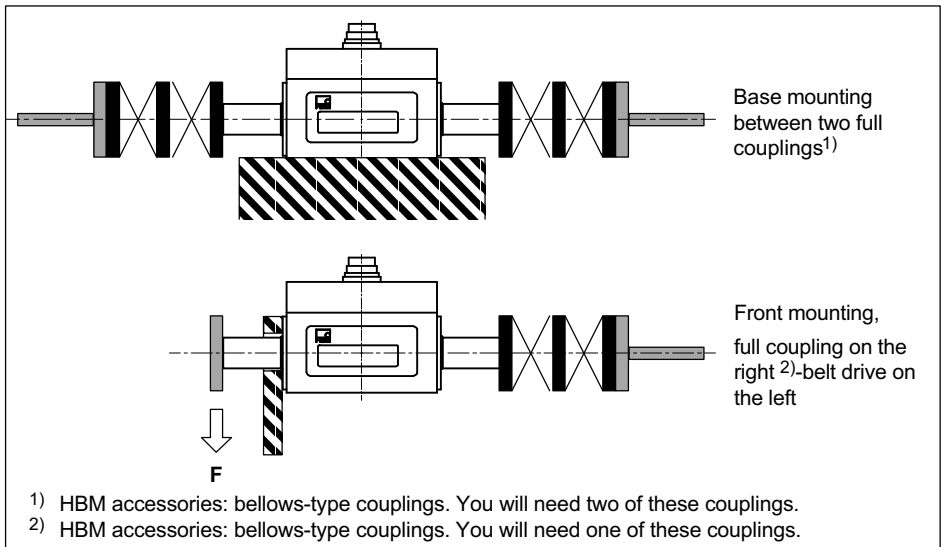 Base mounting
between two full
couplings1)
Front mounting,
full coupling on the
right 2)-belt drive on
the left
F
1) HBM accessories: bellows-type couplings. You will need two of these couplings.
2) HBM accessories: bellows-type couplings. You will need one of these couplings.